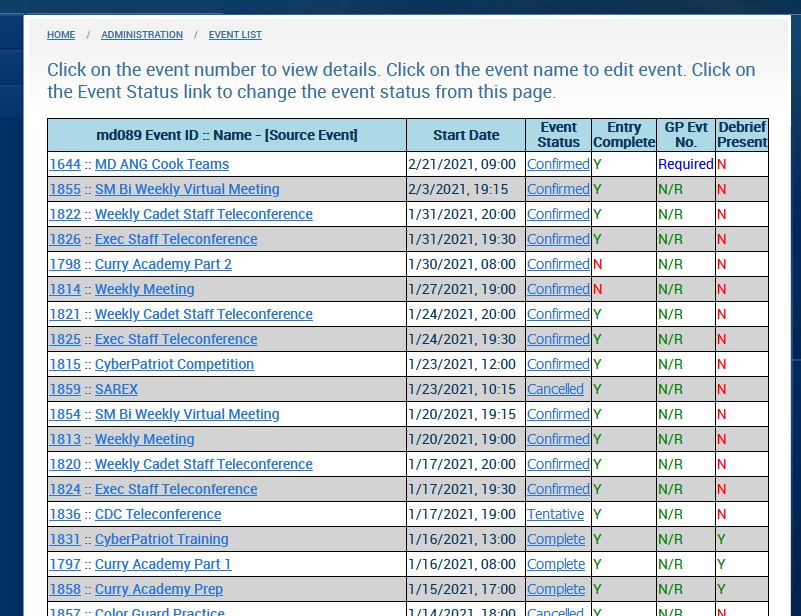 HOME / ADMINISTRATION / EVENT LIST
Click on the event number to view details. Click on the event name to edit event. Click on
the Event Status link to change the event status from this page.
md089 Event ID :: Name - [Source Event] Start Date Event Status Entry Complete GP Evt No. Debrief Present
1644 :: MD ANG Cook Teams 2/21/2021, 09:00 Confirmed Y Required N
1855 :: SM Bi Weekly Virtual Meeting 2/3/2021, 19:15 Confirmed Y N/R N
1822 :: Weekly Cadet Staff Teleconference 1/31/2021, 20:00 Confirmed Y N/R N
1826 :: Exec Staff Teleconference 1/31/2021, 19:30 Confirmed Y N/R N
1798 :: Curry Academy Part 2 1/30/2021, 08:00 Confirmed N N/R N
1814 :: Weekly Meeting 1/27/2021, 19:00 Confirmed N N/R N
1821 :: Weekly Cadet Staff Teleconference 1/24/2021, 20:00 Confirmed Y N/R N
1825 :: Exec Staff Teleconference 1/24/2021, 19:30 Confirmed Y N/R N
1815 :: CyberPatriot Competition 1/23/2021, 12:00 Confirmed Y N/R N
1859 :: SAREX 1/23/2021, 10:15 Cancelled Y N/R N
1854 :: SM Bi Weekly Virtual Meeting 1/20/2021, 19:15 Confirmed Y N/R N
1813 :: Weekly Meeting 1/20/2021, 19:00 Confirmed Y N/R N
1820 :: Weekly Cadet Staff Teleconference 1/17/2021, 20:00 Confirmed Y N/R N
1824 :: Exec Staff Teleconference 1/17/2021, 19:30 Confirmed Y N/R N
1836 :: CDC Teleconference 1/17/2021, 19:00 Tentative Y N/R N
1831 :: CyberPatriot Training 1/16/2021, 13:00 Complete Y N/R Y
1797 :: Curry Academy Part 1 1/16/2021, 08:00 Complete Y N/R Y
1858 :: Curry Academy Prep 1/15/2021, 17:00 Complete Y N/R Y
1857 :: Color Guard Practice 1/14/2021, 18:00 Cancelled Y N/R N